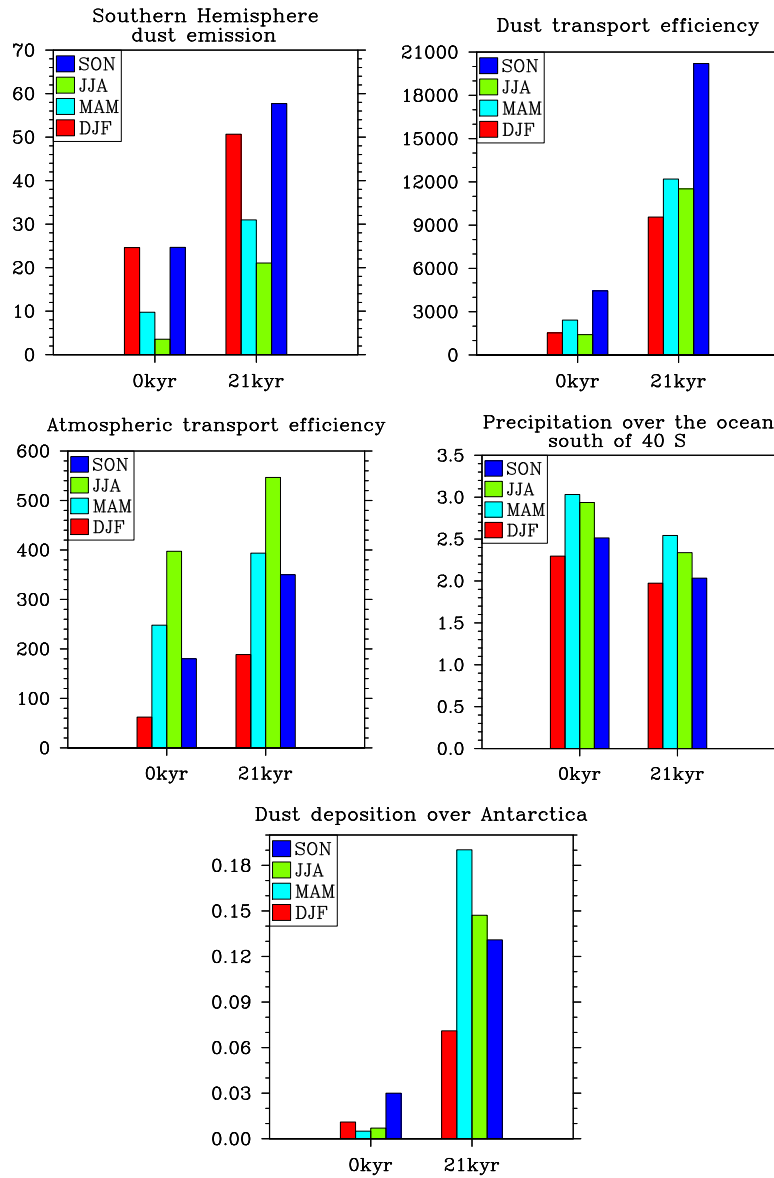 Southern Hemisphere
dust emission
70
60
50
40
30
20
10
0
SON
JJA
MAM
DJF
0kyr
21kyr
Dust transport efficiency
21000
18000
15000
12000
9000
6000
3000
0
SON
JJA
MAM
DJF
0kyr
21kyr
Atmospheric transport efficiency
600
500
400
300
200
100
0
SON
JJA
MAM
DJF
0kyr
21kyr
Precipitation over the ocean
south of 40 S
3.5
3.0
2.5
2.0
1.5
1.0
0.5
0.0
SON
JJA
MAM
DJF
0kyr
21kyr
Dust deposition over Antarctica
0.18
0.15
0.12
0.09
0.06
0.03
0.00
SON
JJA
MAM
DJF
0kyr
21kyr